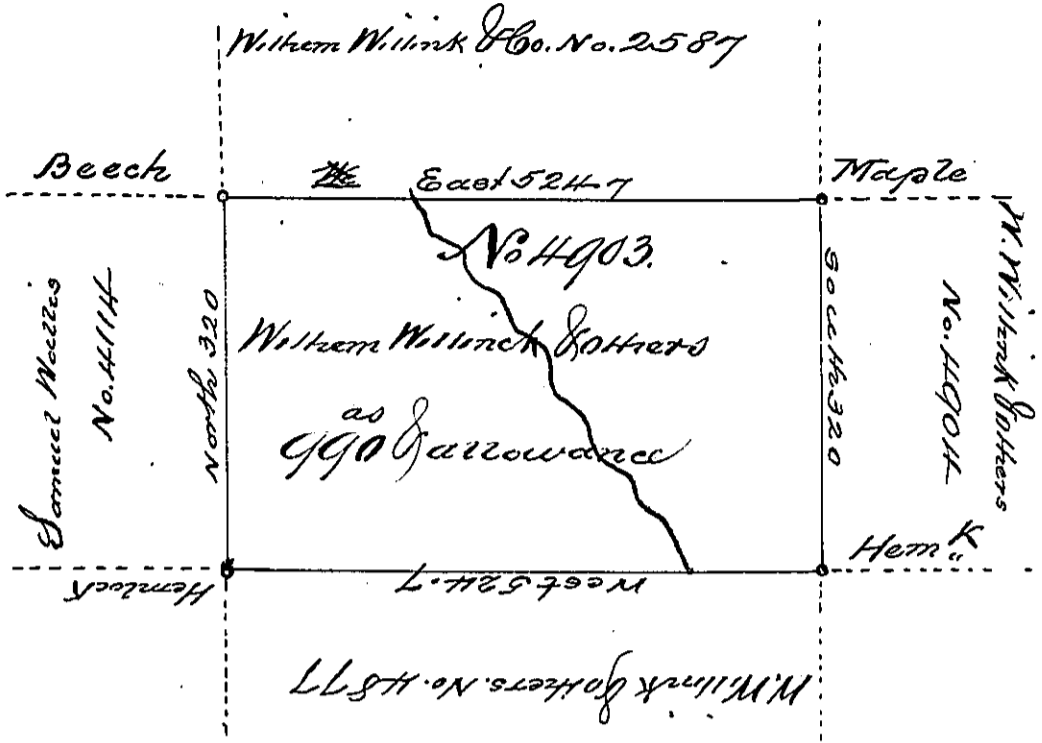 Wilhem Willink & Co. No. 2587
Beech
East 524.7
Maple
No 4903.
Wilhem Willinck & others
as
990 & allowance
Samuel Wallis
No. 4114
North 320
South 320
No. 4904
W. Willink & others
Hemlock
West 524.7
Hem"k
W. Willink & others. No. 4877